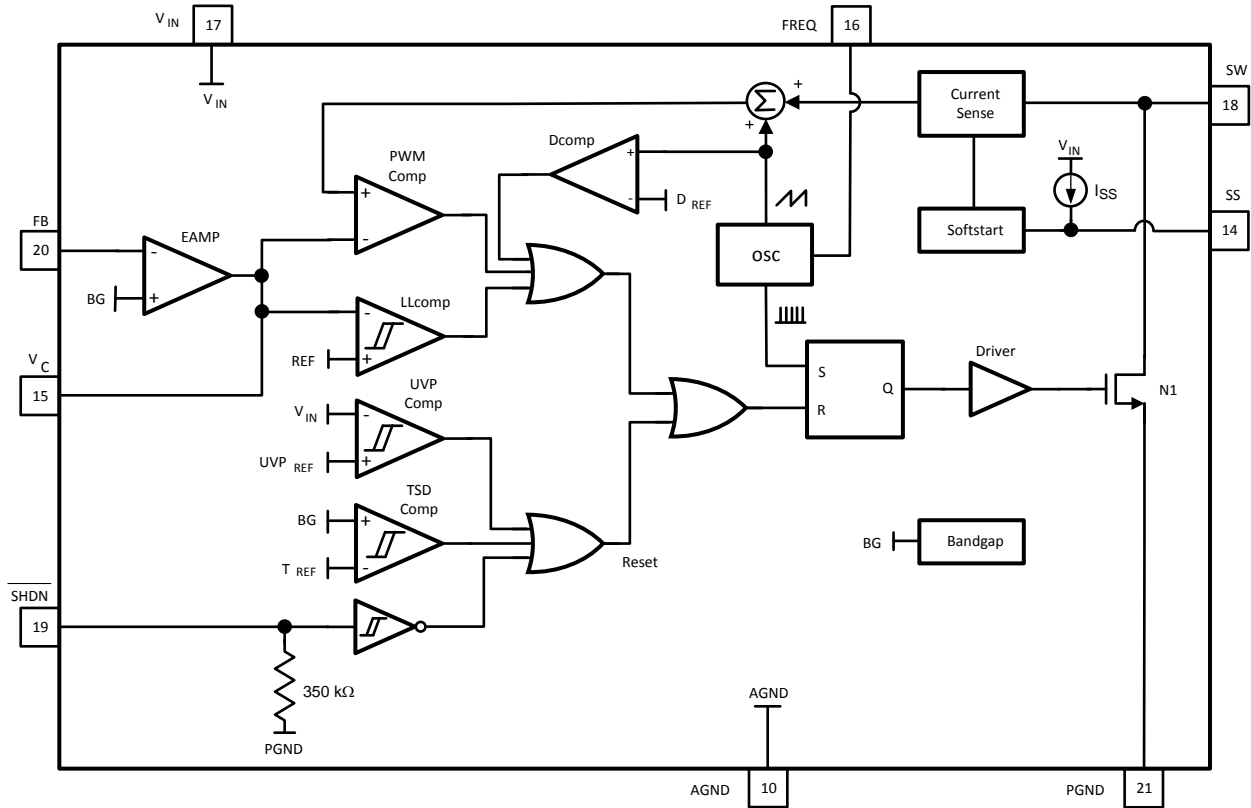 V IN
17
V IN
FREQ
16
SW
18
Current
Sense
Σ
+
+
Dcomp
+
-
D REF
PWM
Comp
+
-
V IN
ISS
SS
14
Softstart
FB
20
EAMP
-
+
BG
OSC
LLcomp
-
+
REF
V C
15
UVP
Comp
V IN
-
UVP REF
+
S
R
Q
Driver
N1
TSD
Comp
BG
+
T REF
-
Reset
BG
Bandgap
SHDN
19
350 kΩ
PGND
AGND
AGND
10
PGND
21